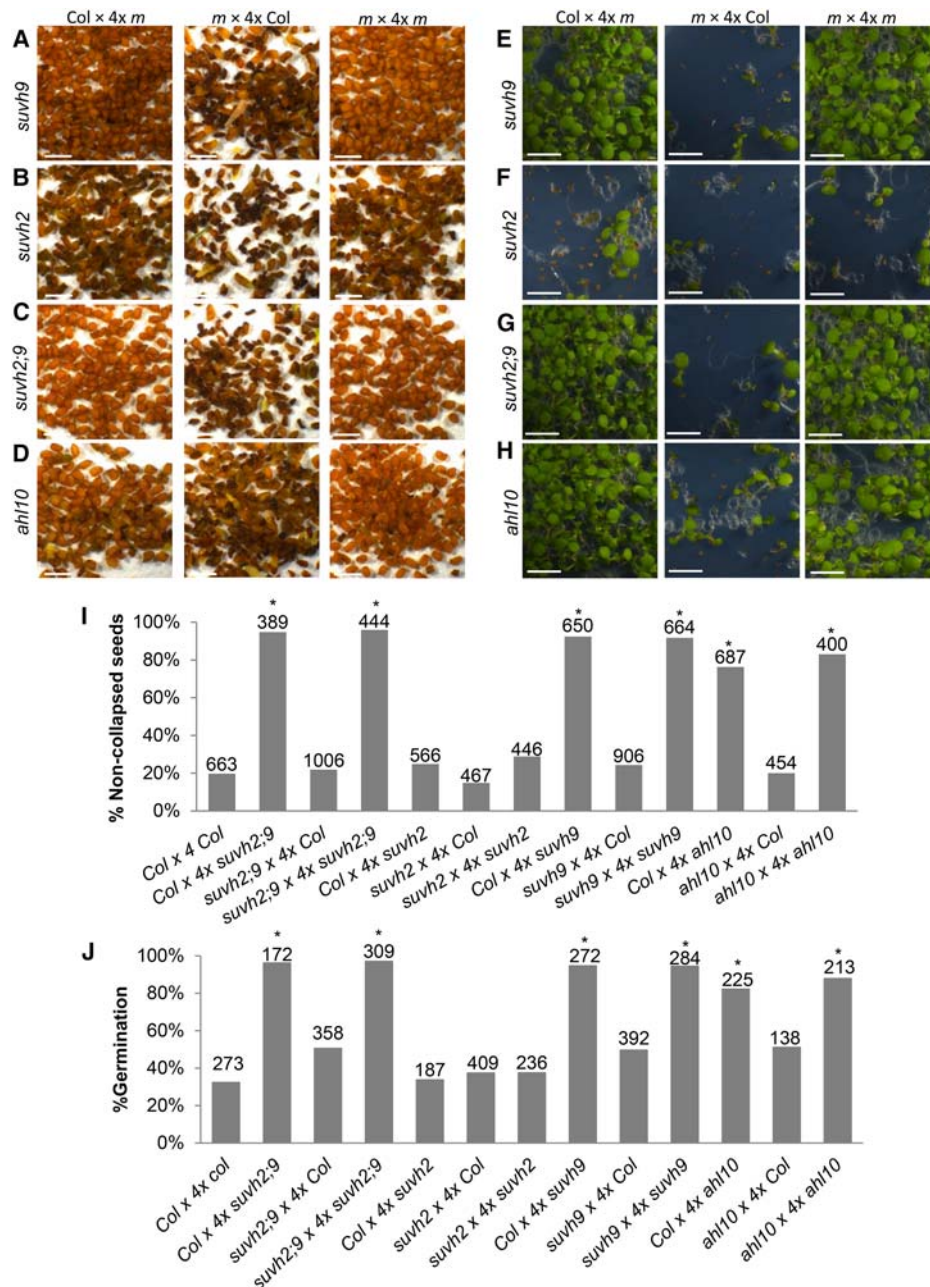 Col × 4x m m × 4x Col m × 4x m
Col × 4x m m × 4x Col m × 4x m
A
suvh9
E
suvh9
B
suvh2
F
suvh2
C
suvh2;9
G
suvh2;9
D
ahl10
H
ahl10
I
% Non-collapsed seeds
100%
80%
60%
40%
20%
0%
663
* 389
1006
* 444
566
467
446
* 650
906
* 664
* 687
454
* 400
Col x 4 Col
Col x 4x suvh2;9
suvh2;9 x 4x Col
suvh2;9 x 4x suvh2;9
Col x 4x suvh2
suvh2 x 4x Col
suvh2 x 4x suvh2
Col x 4x suvh9
suvh9 x 4x Col
suvh9 x 4x suvh9
Col x 4x ahl10
ahl10 x 4x Col
ahl10 x 4x ahl10
J
%Germination
100%
80%
60%
40%
20%
0%
273
* 172
358
* 309
187
409
236
* 272
392
* 284
* 225
138
* 213
Col x 4x col
Col x 4x suvh2;9
suvh2;9 x 4x Col
suvh2;9 x 4x suvh2;9
Col x 4x suvh2
suvh2 x 4x Col
suvh2 x 4x suvh2
Col x 4x suvh9
suvh9 x 4x Col
suvh9 x 4x suvh9
Col x 4x ahl10
ahl10 x 4x Col
ahl10 x 4x ahl10